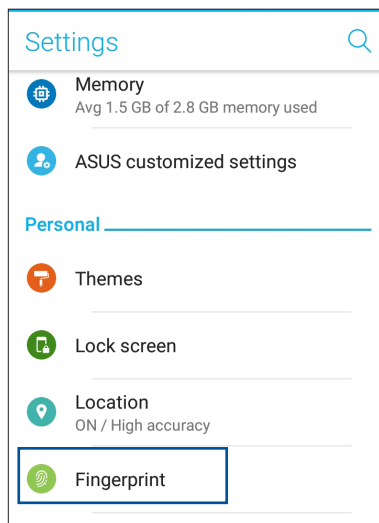 Settings
Memory
Avg 1.5 GB of 2.8 GB memory used
ASUS customized settings
Personal
Themes
Lock screen
Location
ON / High accuracy
Fingerprint